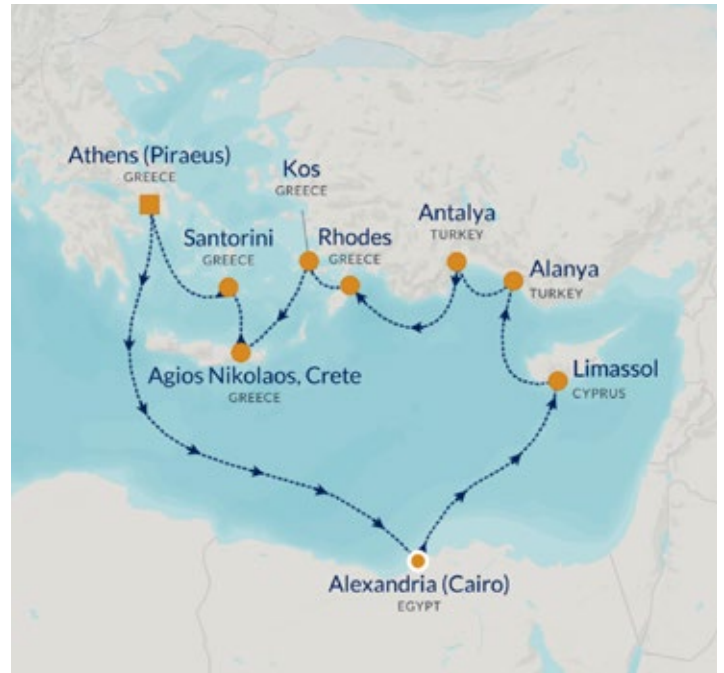 Athens (Piraeus)
GREECE
Kos
GREECE
Santorini
GREECE
Rhodes
GREECE
Antalya
TURKEY
Alanya
TURKEY
Agios Nikolaos, Crete
GREECE
Limassol
CYPRUS
Alexandria (Cairo)
EGYPT